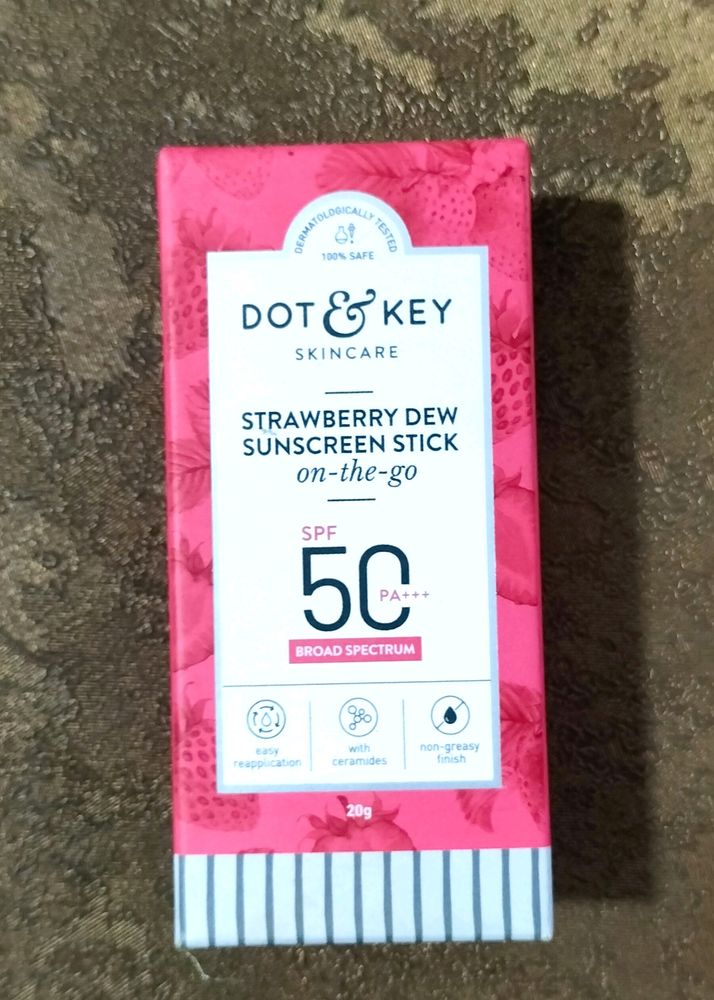 DERMATOLOGICALLY TESTED
100% SAFE
DOT & KEY
SKINCARE
STRAWBERRY DEW
SUNSCREEN STICK
on-the-go
SPF
50
PA+++
BROAD SPECTRUM
easy
reapplication
with
ceramides
non-greasy
finish
20g